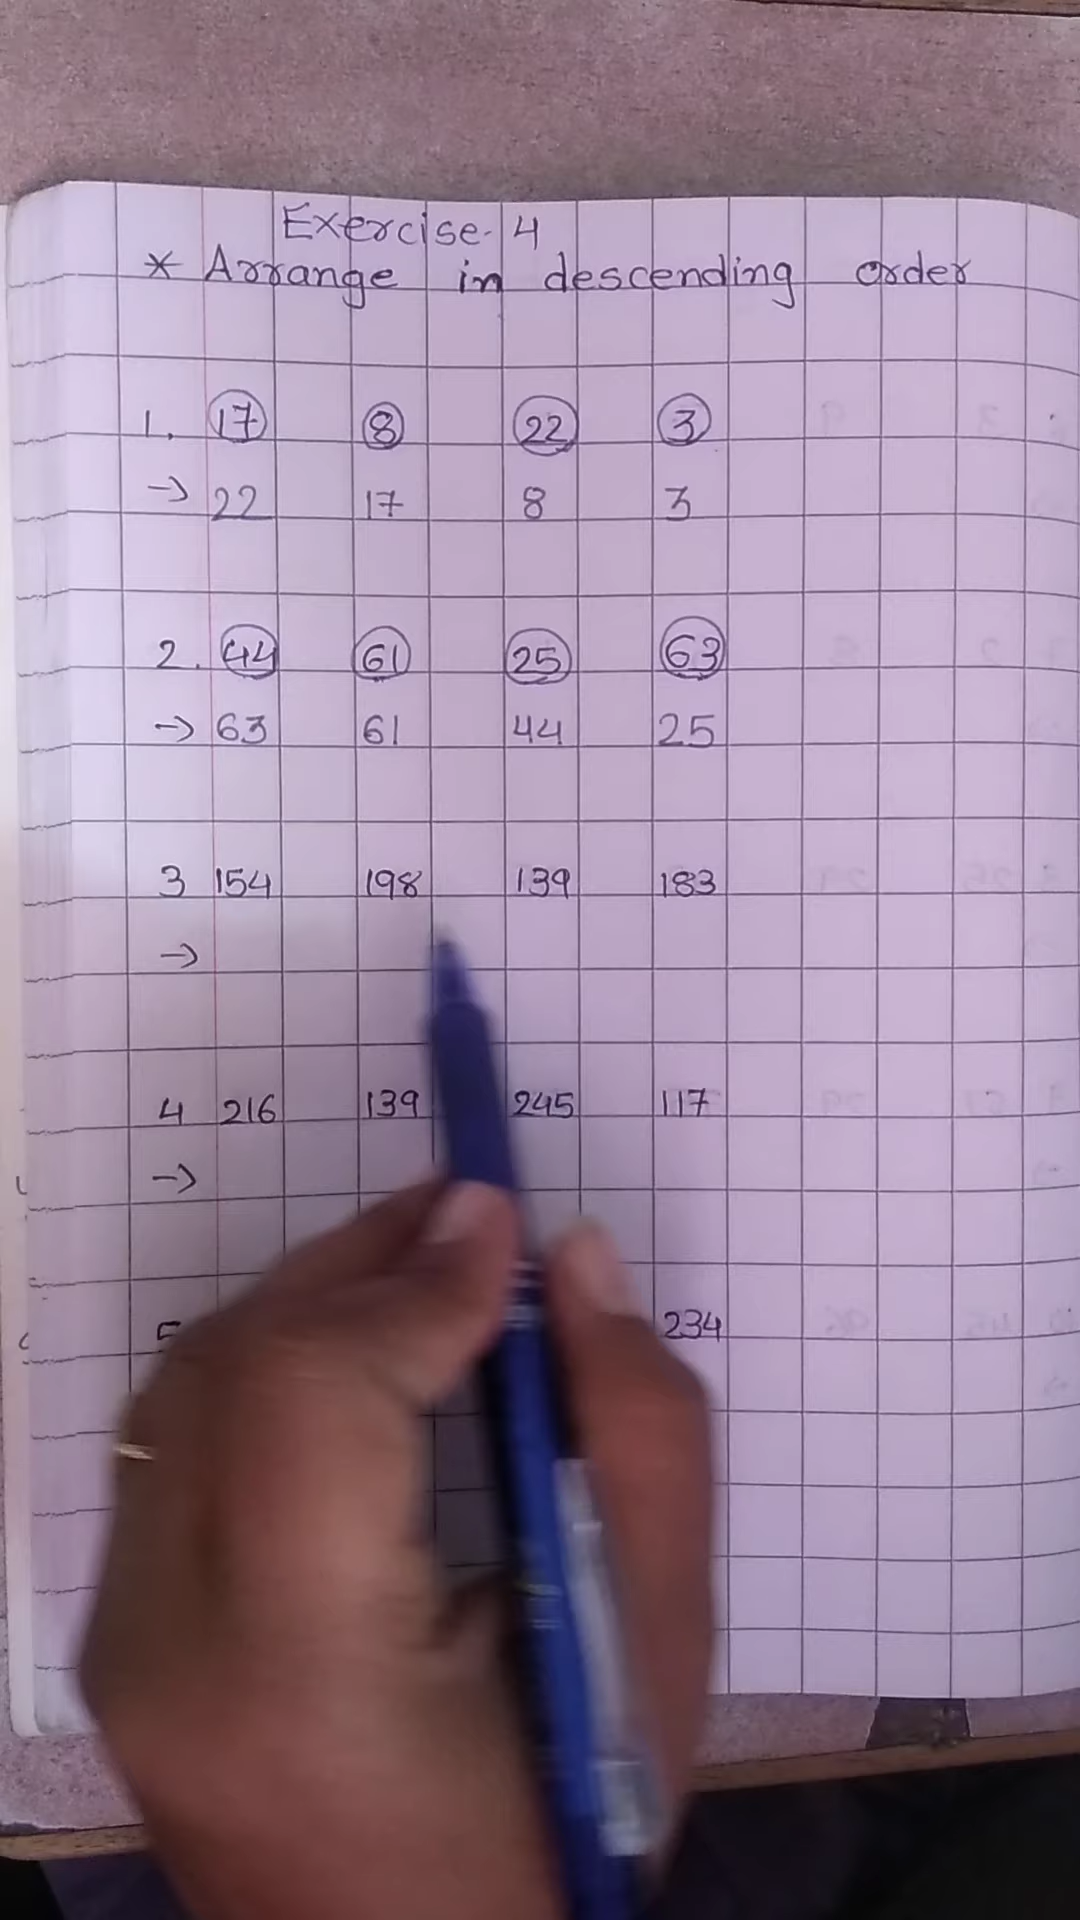 Exercise-4
* Arrange in descending order
1. 17 8 22 3
→ 22 17 8 3
2. 44 61 25 63
→ 63 61 44 25
3 154 198 139 183
→
4 216 139 245 117
→
5 234